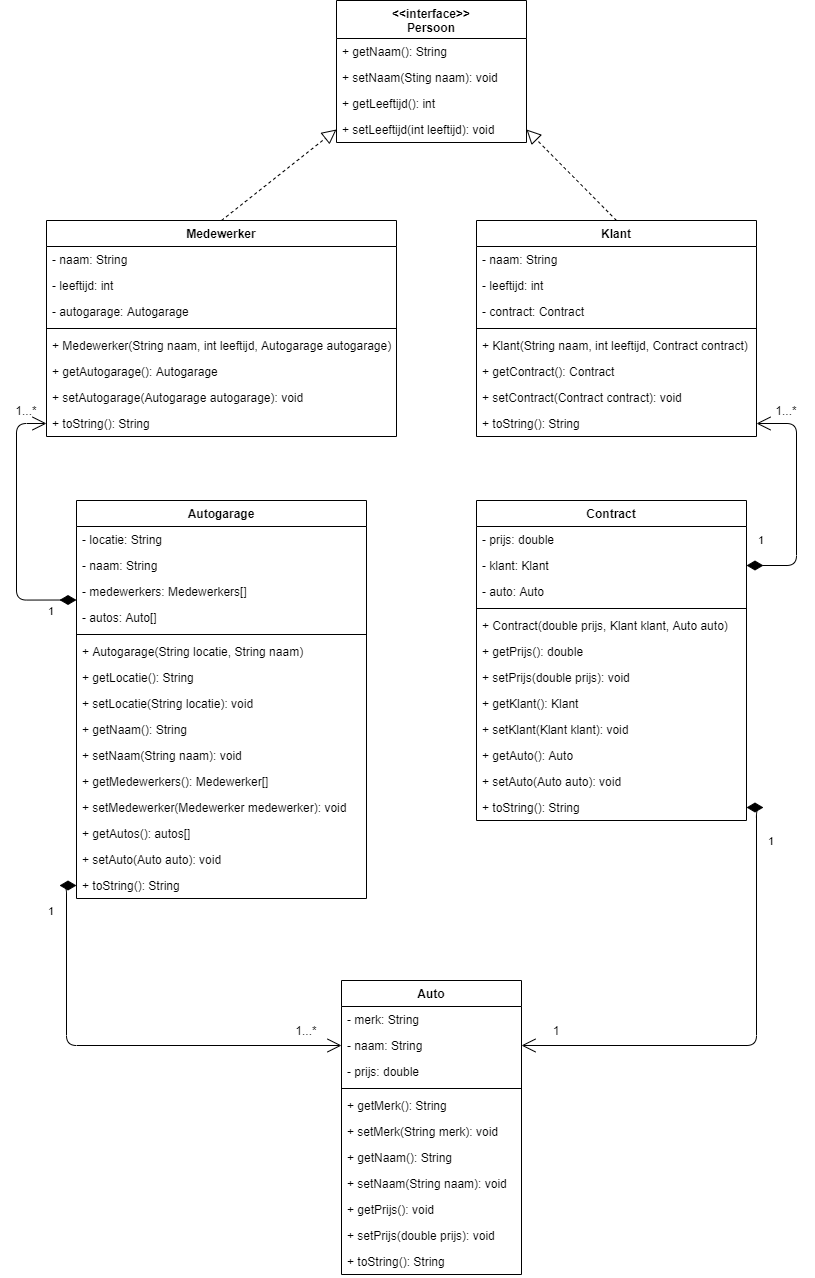 <<interface>>
Persoon
+ getNaam(): String
+ setNaam(Sting naam): void
+ getLeeftijd(): int
+ setLeeftijd(int leeftijd): void
Medewerker
- naam: String
- leeftijd: int
- autogarage: Autogarage
+ Medewerker(String naam, int leeftijd, Autogarage autogarage)
+ getAutogarage(): Autogarage
+ setAutogarage(Autogarage autogarage): void
+ toString(): String
1...*
Klant
- naam: String
- leeftijd: int
- contract: Contract
+ Klant(String naam, int leeftijd, Contract contract)
+ getContract(): Contract
+ setContract(Contract contract): void
+ toString(): String
1...*
Autogarage
- locatie: String
- naam: String
- medewerkers: Medewerkers[]
- autos: Auto[]
1
+ Autogarage(String locatie, String naam)
+ getLocatie(): String
+ setLocatie(String locatie): void
+ getNaam(): String
+ setNaam(String naam): void
+ getMedewerkers(): Medewerker[]
+ setMedewerker(Medewerker medewerker): void
+ getAutos(): autos[]
+ setAuto(Auto auto): void
+ toString(): String
1
Contract
- prijs: double
- klant: Klant
- auto: Auto
1
+ Contract(double prijs, Klant klant, Auto auto)
+ getPrijs(): double
+ setPrijs(double prijs): void
+ getKlant(): Klant
+ setKlant(Klant klant): void
+ getAuto(): Auto
+ setAuto(Auto auto): void
+ toString(): String
1
1...*
1
Auto
- merk: String
- naam: String
- prijs: double
+ getMerk(): String
+ setMerk(String merk): void
+ getNaam(): String
+ setNaam(String naam): void
+ getPrijs(): void
+ setPrijs(double prijs): void
+ toString(): String